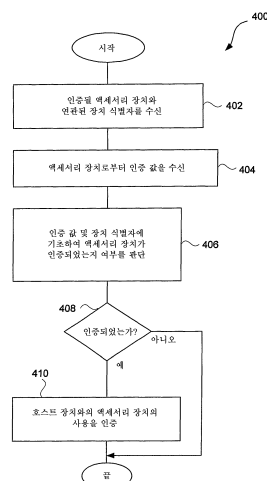 400
시작
인증될 액세서리 장치와
연관된 장치 식별자를 수신
402
액세서리 장치로부터 인증 값을 수신
404
인증 값 및 장치 식별자에
기초하여 액세서리 장치가
인증되었는지 여부를 판단
406
408
인증되었는가?
아니오
예
410
호스트 장치와의 액세서리 장치의
사용을 인증
끝